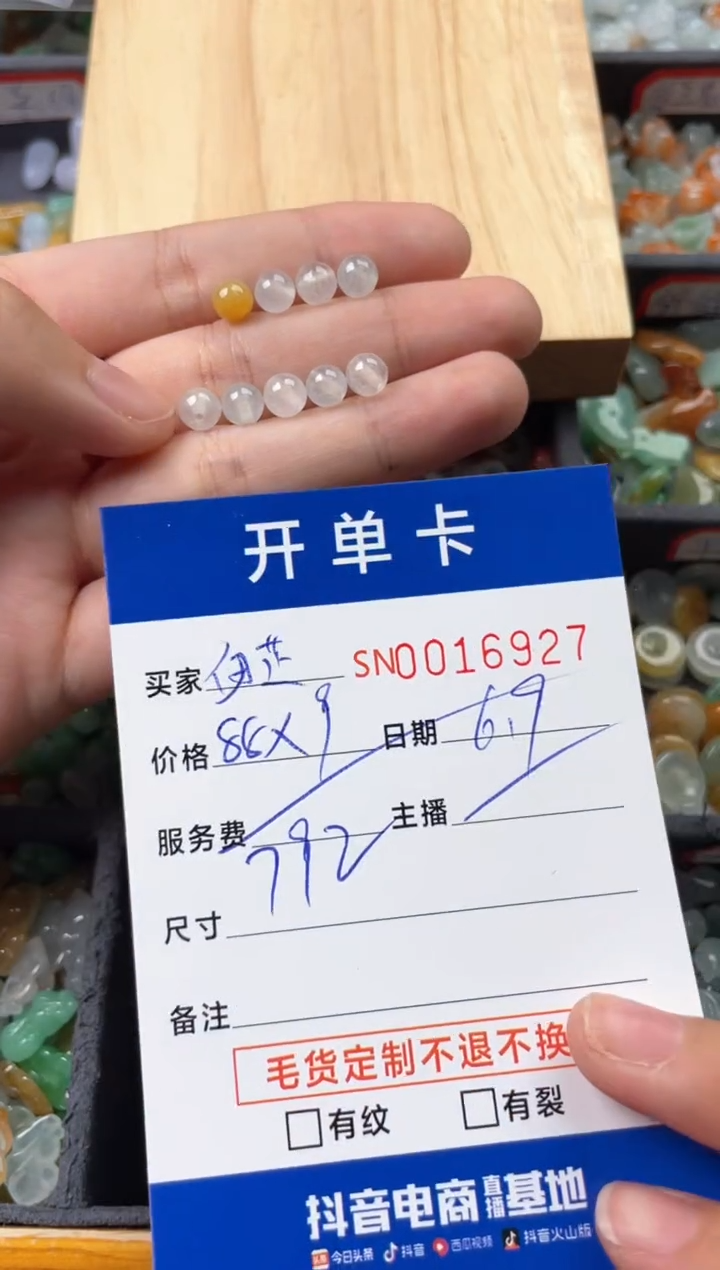 开单卡
买家 SN0016927
价格 88X9 日期 6.9
服务费 主播
792
尺寸
备注
毛货定制不退不换
有纹 有裂
抖音电商直播基地
今日头条 抖音 西瓜视频 抖音火山版